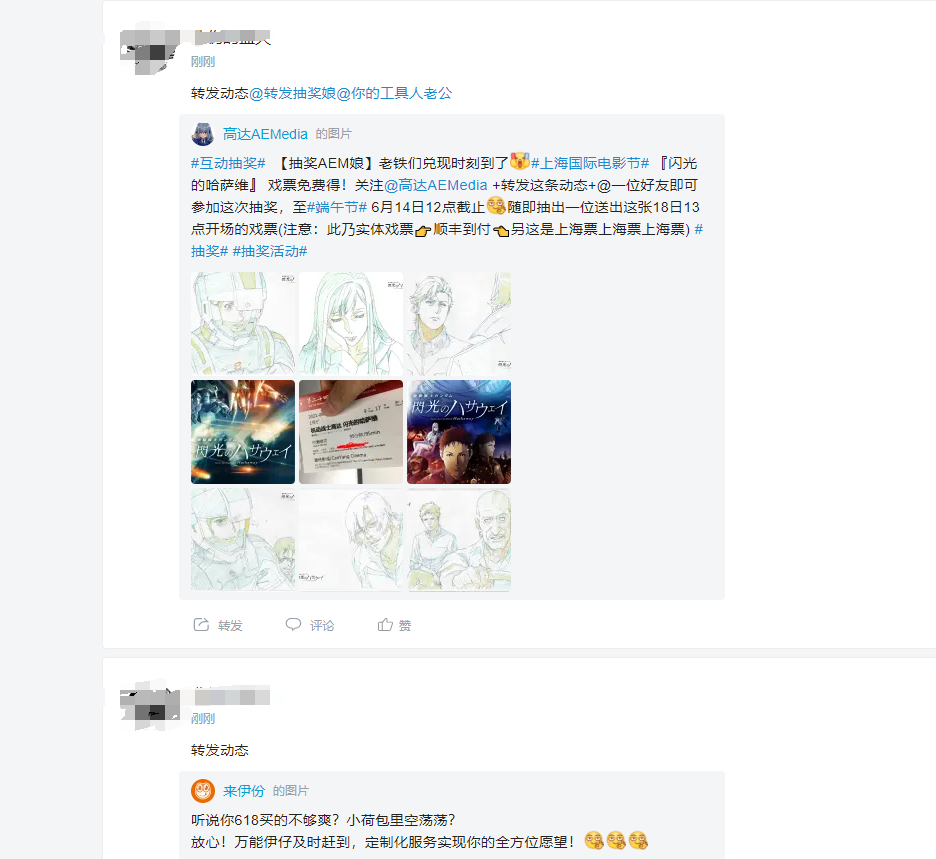 刚刚
转发动态@转发抽奖娘@你的工具人老公
高达AEMedia 的图片
#互动抽奖# 【抽奖AEM娘】老铁们兑现时刻到了#上海国际电影节# 『闪光
的哈萨维』 戏票免费得！关注@高达AEMedia +转发这条动态+@一位好友即可
参加这次抽奖，至#端午节# 6月14日12点截止随即抽出一位送出这张18日13
点开场的戏票(注意：此乃实体戏票顺丰到付另这是上海票上海票上海票) #
抽奖# #抽奖活动#
閃光のハサウェイ
机动战士高达 闪光的哈萨维
閃光のハサウェイ
转发 评论 赞
刚刚
转发动态
来伊份 的图片
听说你618买的不够爽？小荷包里空荡荡？
放心！万能伊仔及时赶到，定制化服务实现你的全方位愿望！